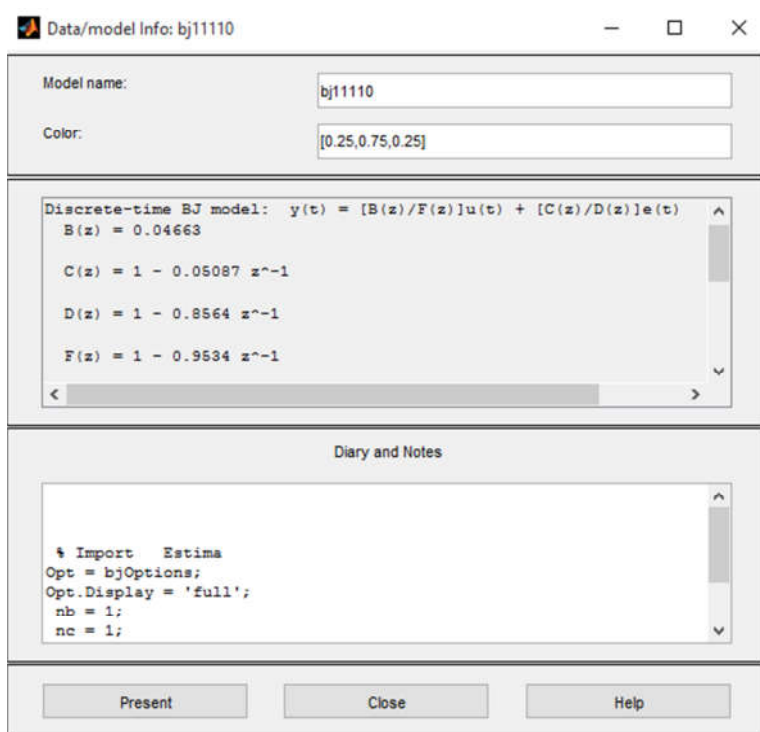 Data/model Info: bj11110
Model name:
bj11110
Color:
[0.25,0.75,0.25]
Discrete-time BJ model:  y(t) = [B(z)/F(z)]u(t) + [C(z)/D(z)]e(t)
B(z) = 0.04663
C(z) = 1 - 0.05087 z^-1
D(z) = 1 - 0.8564 z^-1
F(z) = 1 - 0.9534 z^-1
Diary and Notes
% Import   Estima
Opt = bjOptions;
Opt.Display = 'full';
nb = 1;
nc = 1;
Present
Close
Help